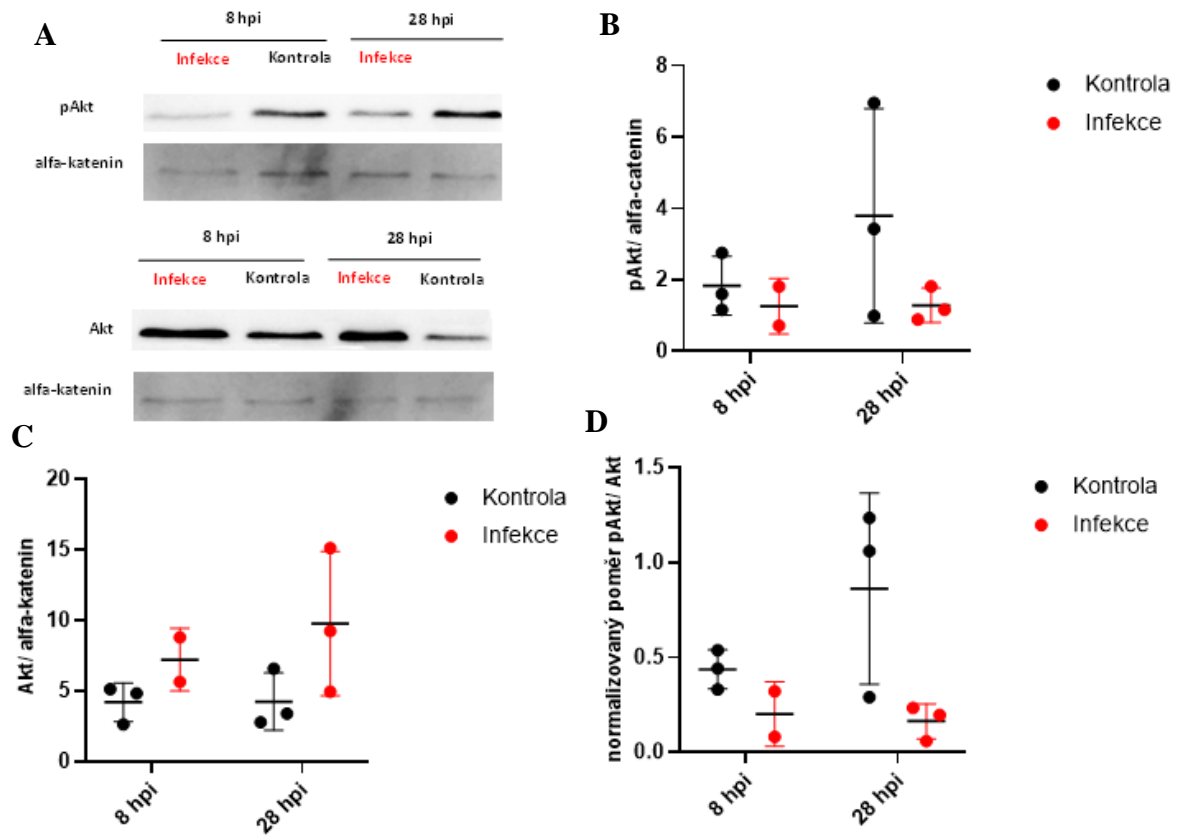 A
8 hpi
28 hpi
Infekce
Kontrola
Infekce
pAkt
alfa-katenin
8 hpi
28 hpi
Infekce
Kontrola
Infekce
Kontrola
Akt
alfa-katenin
B
8
6
4
2
0
pAkt/ alfa-catenin
8 hpi
28 hpi
Kontrola
Infekce
C
20
15
10
5
0
Akt/ alfa-katenin
8 hpi
28 hpi
Kontrola
Infekce
D
1.5
1.0
0.5
0.0
normalizovaný poměr pAkt/ Akt
8 hpi
28 hpi
Kontrola
Infekce